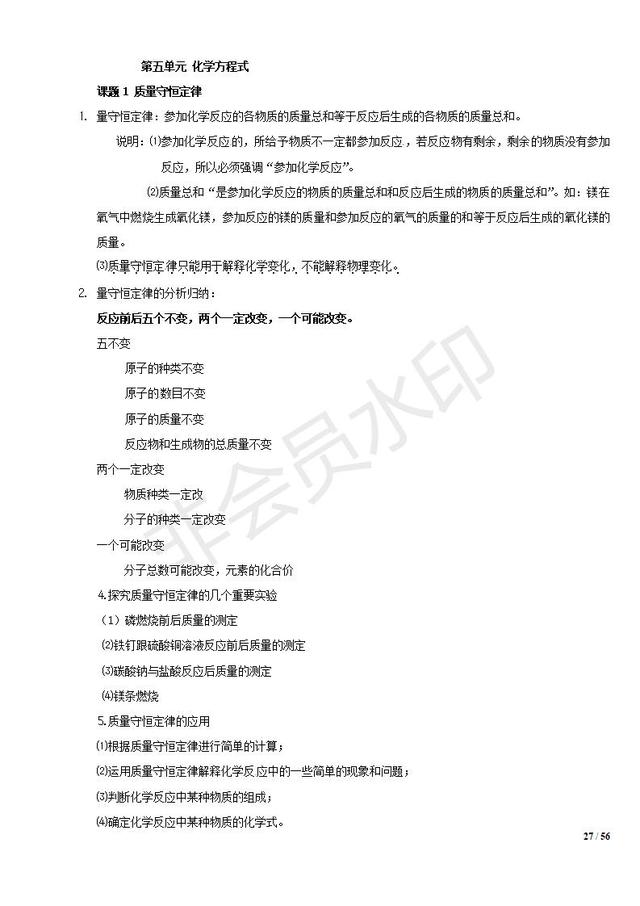 第五单元 化学方程式
课题 1 质量守恒定律
1. 量守恒定律：参加化学反应的各物质的质量总和等于反应后生成的各物质的质量总和。
说明：⑴参加化学反应的，所给予物质不一定都参加反应，若反应物有剩余，剩余的物质没有参加
反应，所以必须强调“参加化学反应”。
⑵质量总和“是参加化学反应的物质的质量总和和反应后生成的物质的质量总和”。如：镁在
氧气中燃烧生成氧化镁，参加反应的镁的质量和参加反应的氧气的质量的和等于反应后生成的氧化镁的
质量。
⑶质量守恒定律只能用于解释化学变化，不能解释物理变化。
2. 量守恒定律的分析归纳：
反应前后五个不变，两个一定改变，一个可能改变。
五不变
原子的种类不变
原子的数目不变
原子的质量不变
反应物和生成物的总质量不变
两个一定改变
物质种类一定改
分子的种类一定改变
一个可能改变
分子总数可能改变，元素的化合价
4.探究质量守恒定律的几个重要实验
（1）磷燃烧前后质量的测定
⑵铁钉跟硫酸铜溶液反应前后质量的测定
⑶碳酸钠与盐酸反应后质量的测定
⑷镁条燃烧
5.质量守恒定律的应用
⑴根据质量守恒定律进行简单的计算；
⑵运用质量守恒定律解释化学反应中的一些简单的现象和问题；
⑶判断化学反应中某种物质的组成；
⑷确定化学反应中某种物质的化学式。
27 / 56
非会员水印